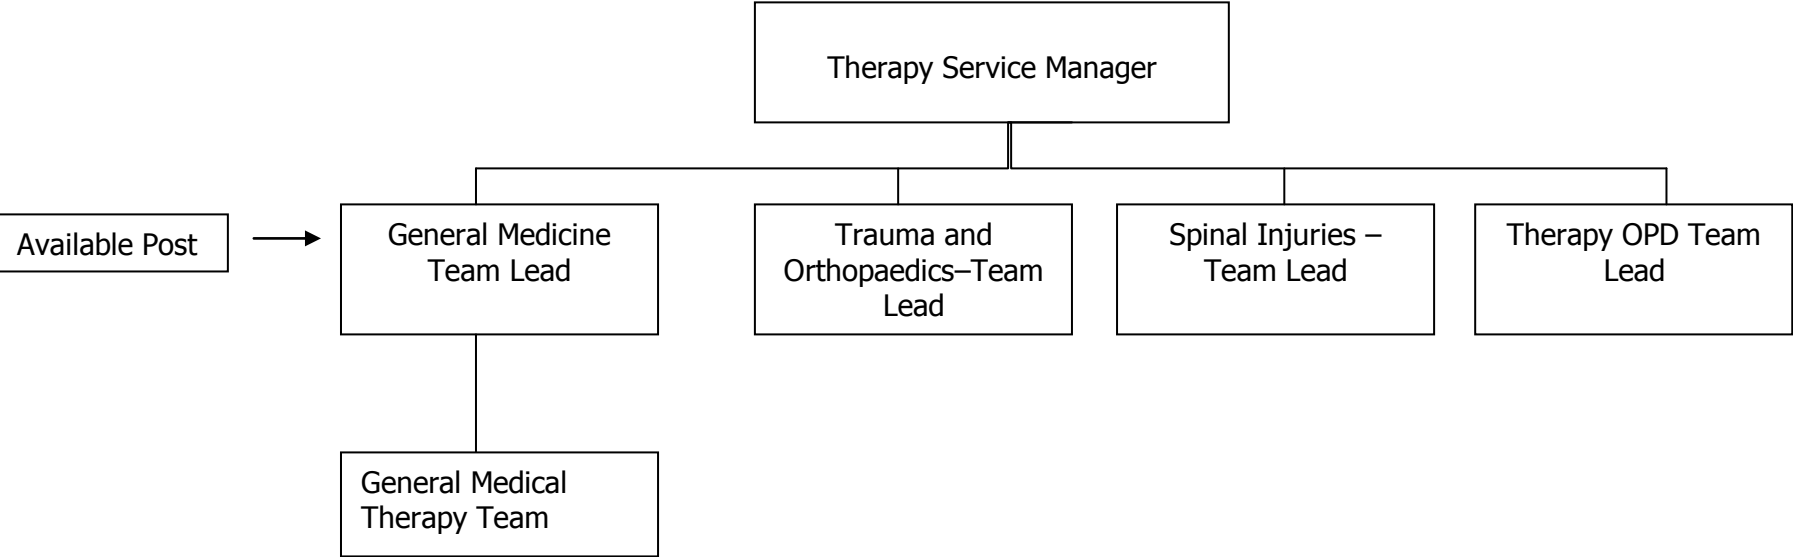 Therapy Service Manager
Available Post
General Medicine
Team Lead
Trauma and
Orthopaedics–Team
Lead
Spinal Injuries –
Team Lead
Therapy OPD Team
Lead
General Medical
Therapy Team